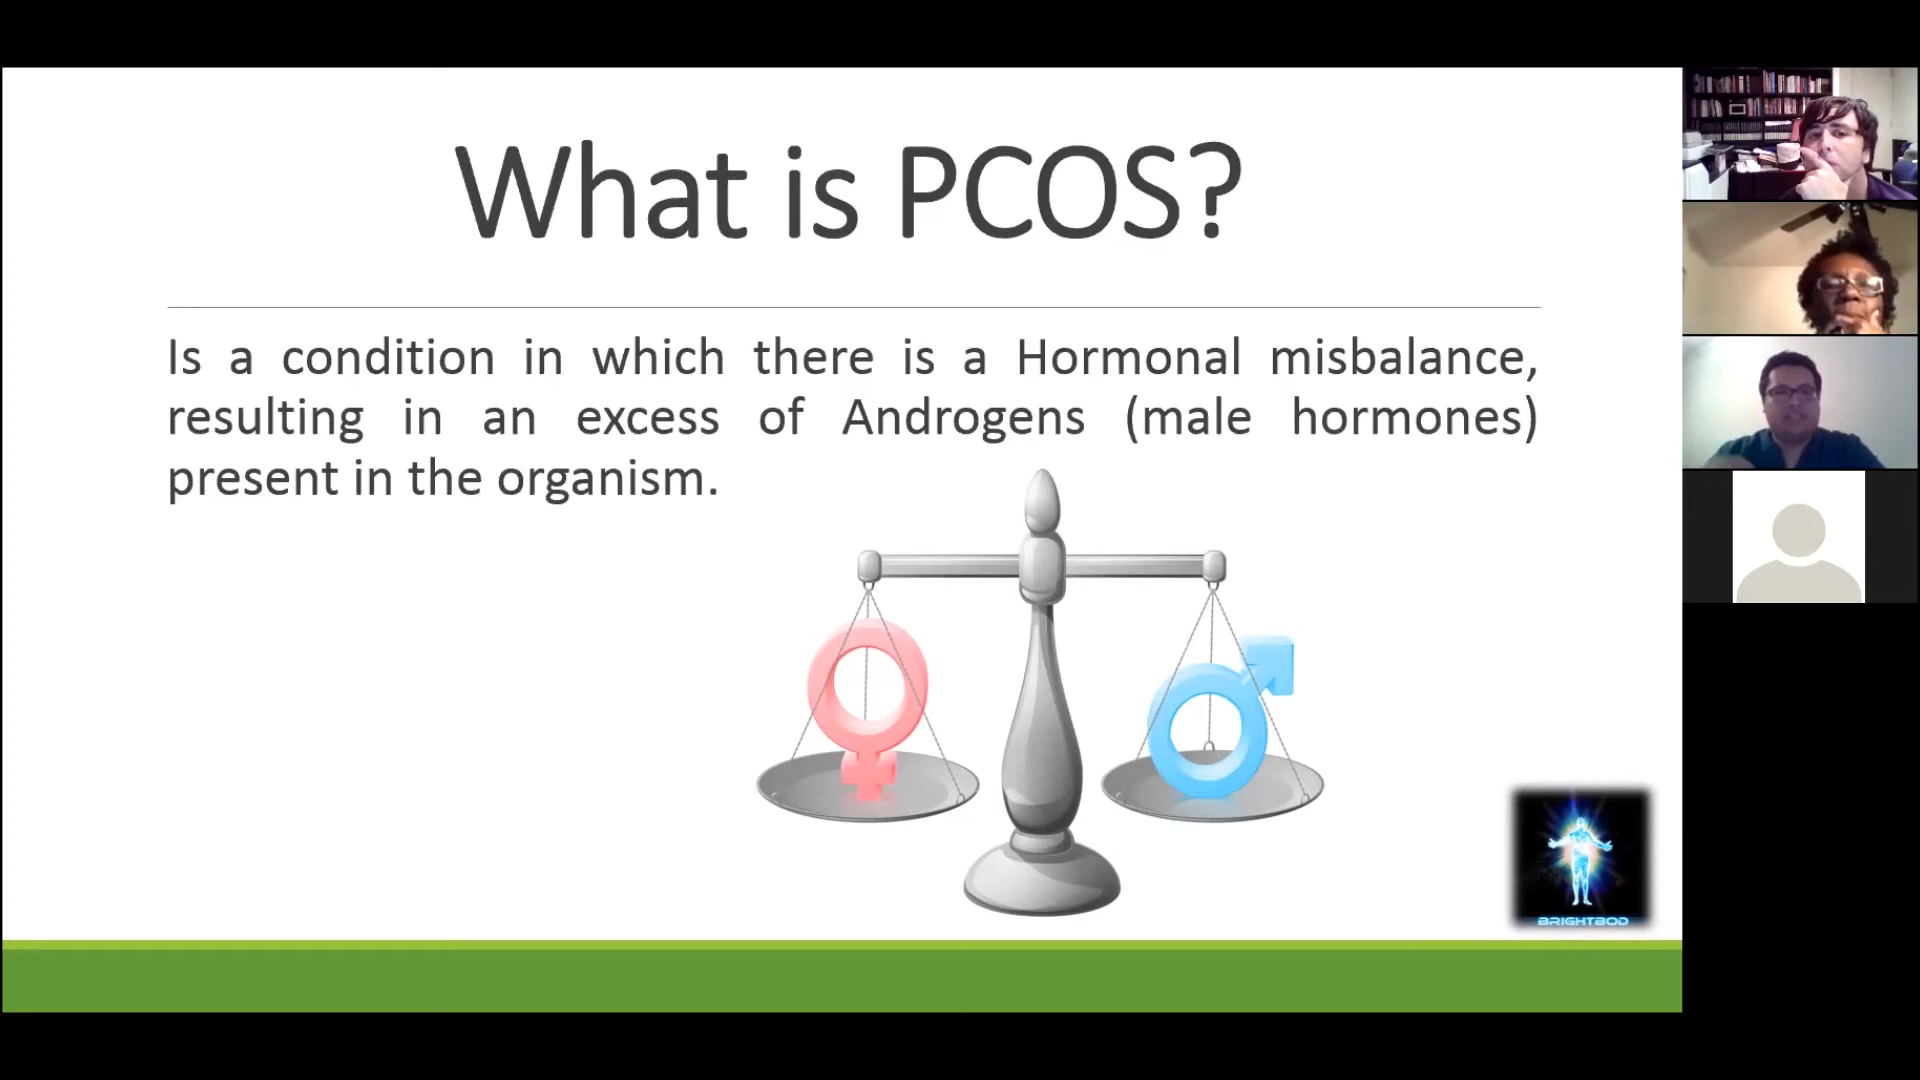 What is PCOS?
Is a condition in which there is a Hormonal misbalance,
resulting in an excess of Androgens (male hormones)
present in the organism.
BRIGHTBOD